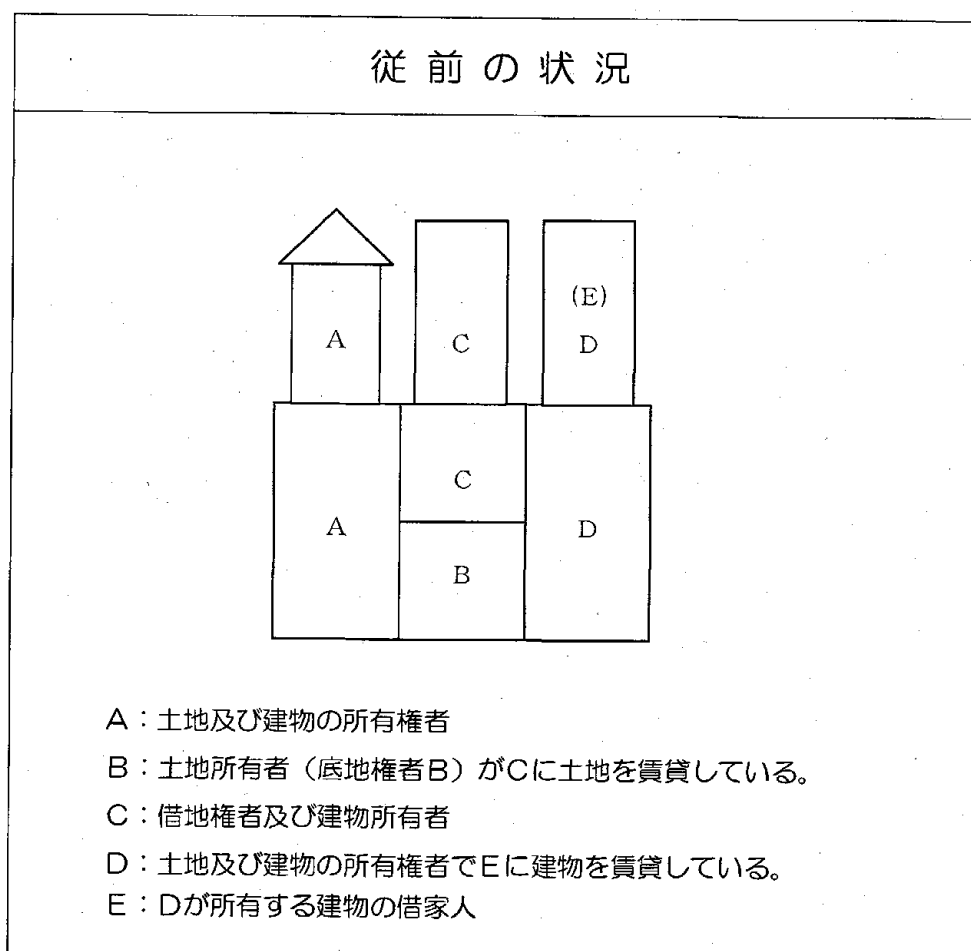 従前の状況
(E)
A
C
D
C
A
D
B
A：土地及び建物の所有権者
B：土地所有者（底地権者B）がCに土地を賃貸している。
C：借地権者及び建物所有者
D：土地及び建物の所有権者でEに建物を賃貸している。
E：Dが所有する建物の借家人